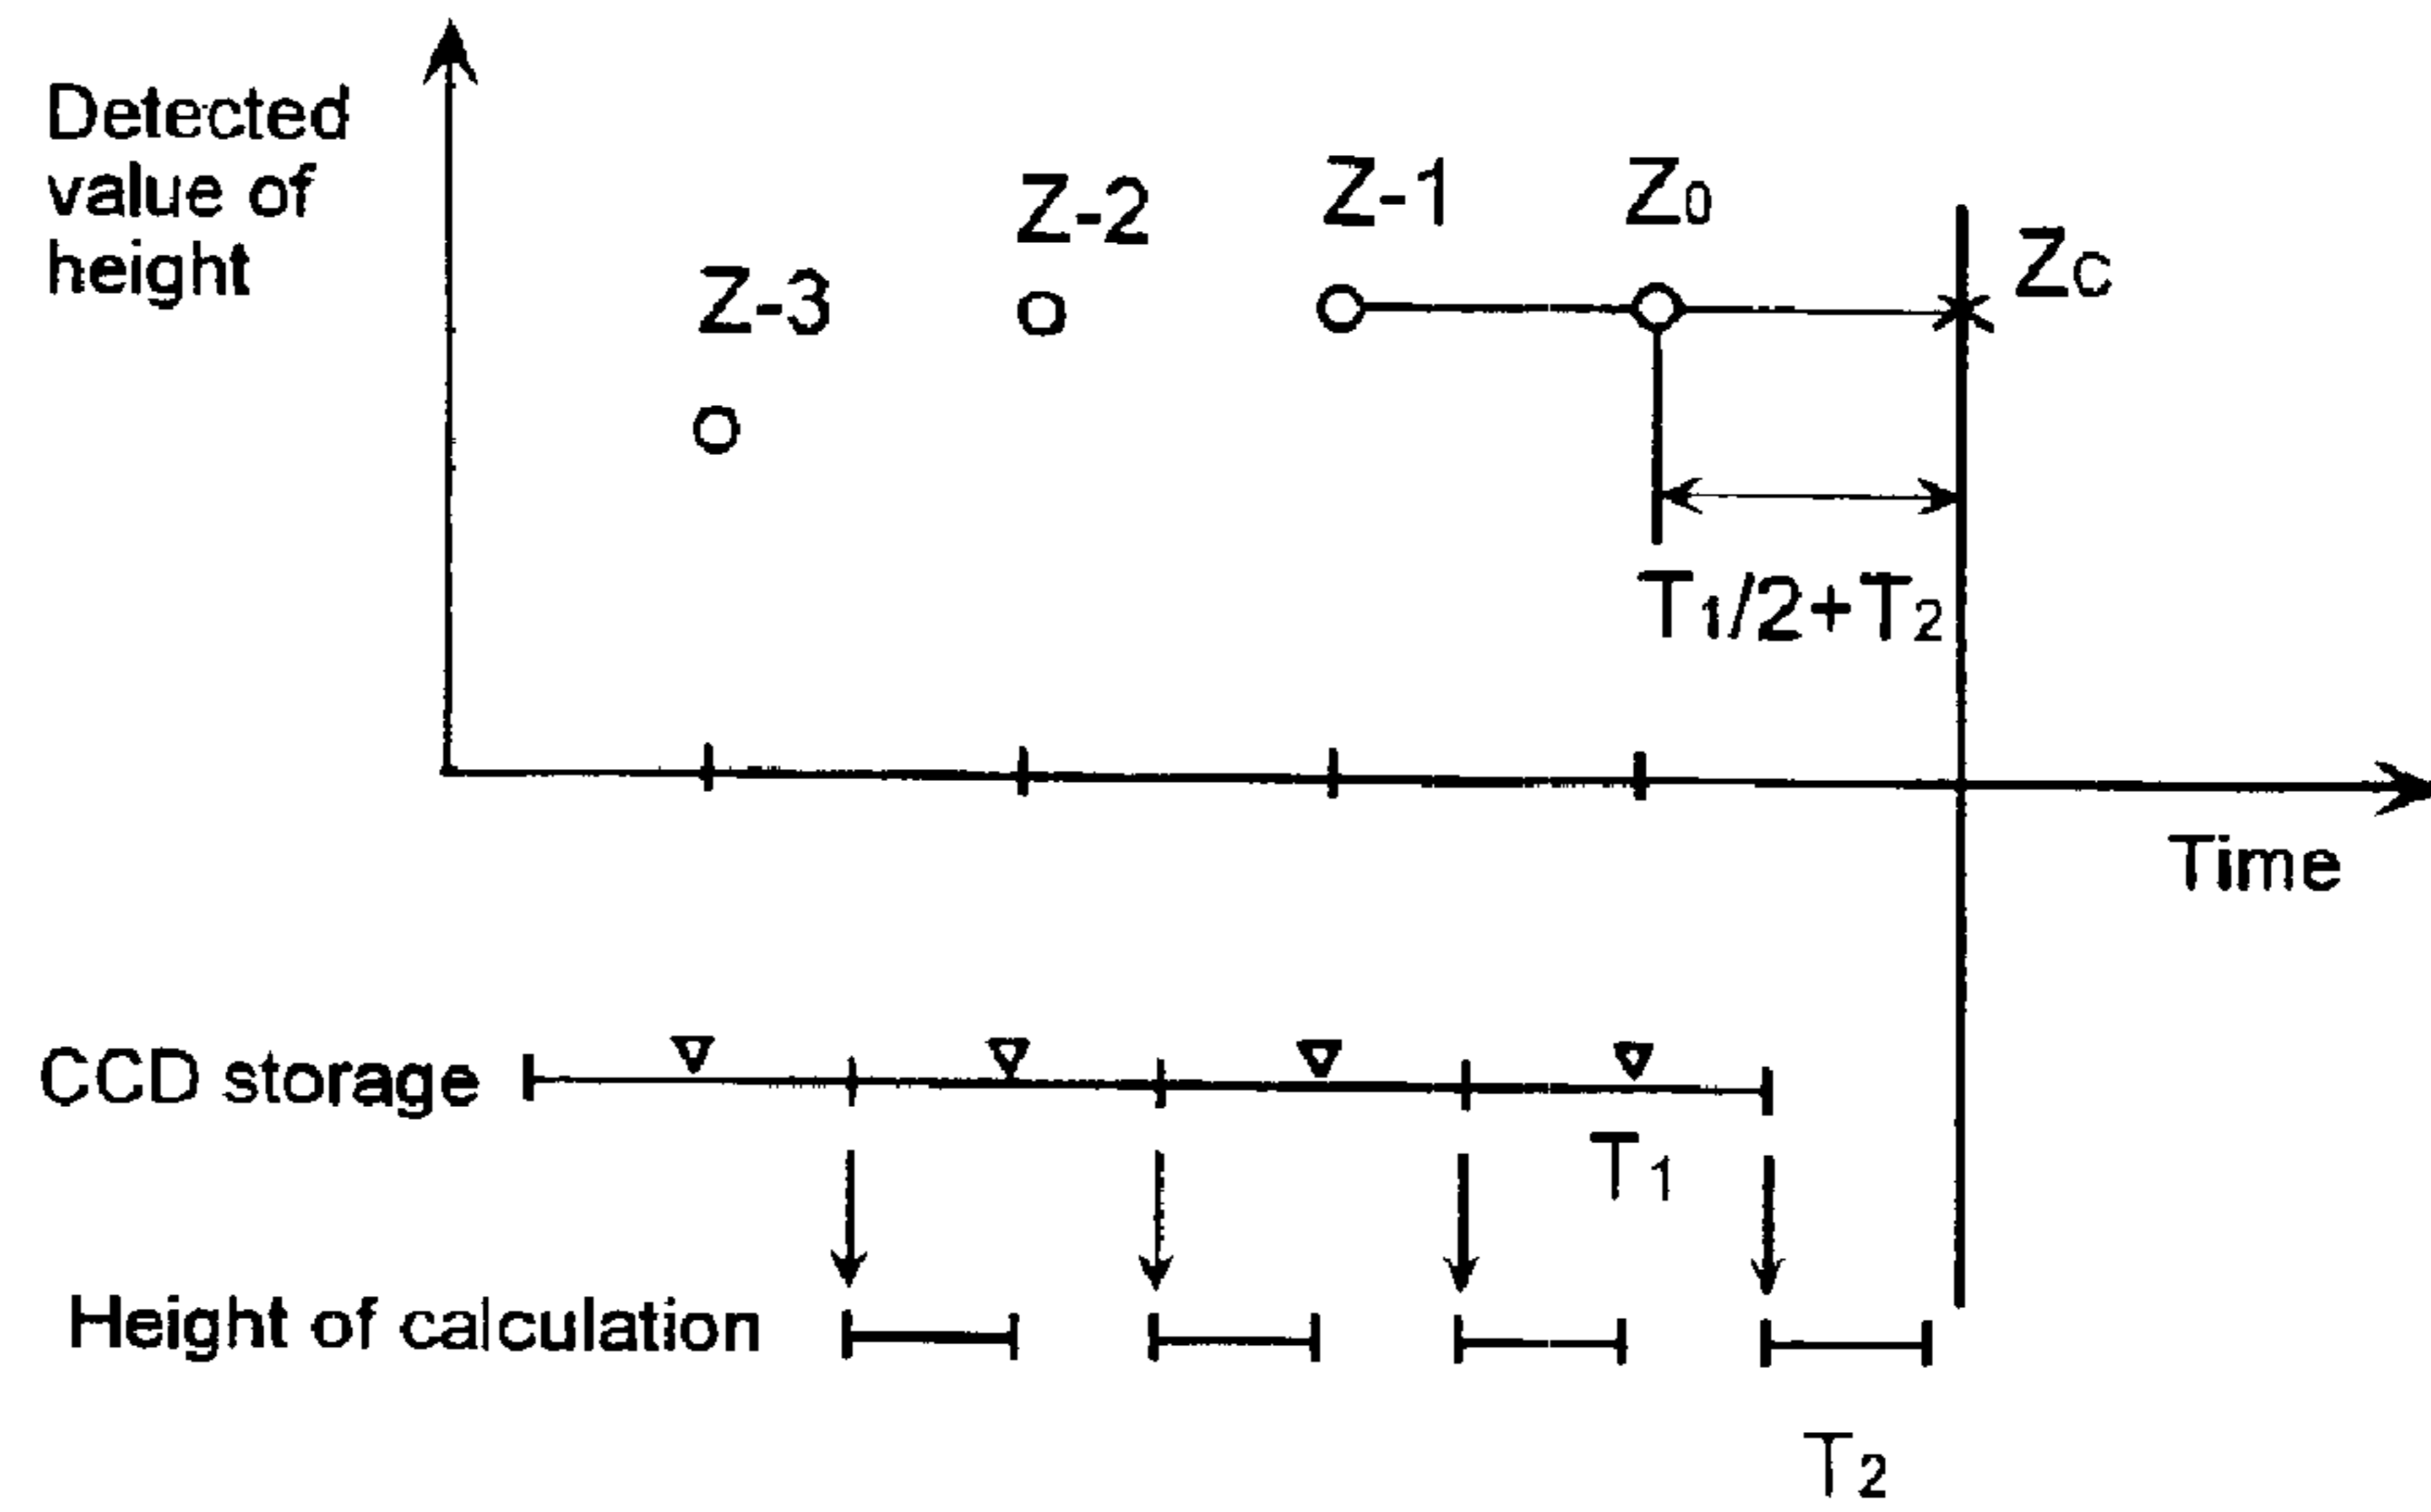 Detected
value of
height
Z-3
Z-2
Z-1
Z0
ZC
T1/2+T2
Time
CCD storage
T1
Height of calculation
T2